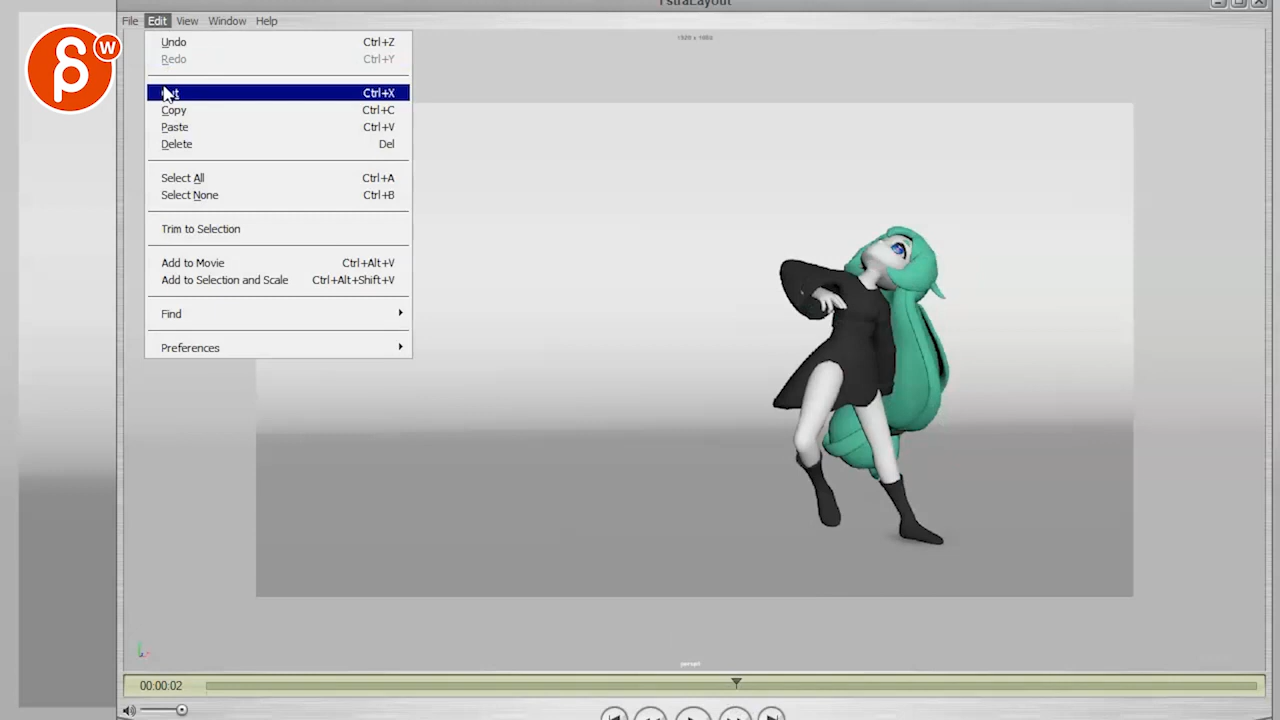 File Edit View Window Help
W
Undo Ctrl+Z
Redo Ctrl+Y
Ctrl+X
Copy Ctrl+C
Paste Ctrl+V
Delete Del
Select All Ctrl+A
Select None Ctrl+B
Trim to Selection
Add to Movie Ctrl+Alt+V
Add to Selection and Scale Ctrl+Alt+Shift+V
Find
Preferences
00:00:02